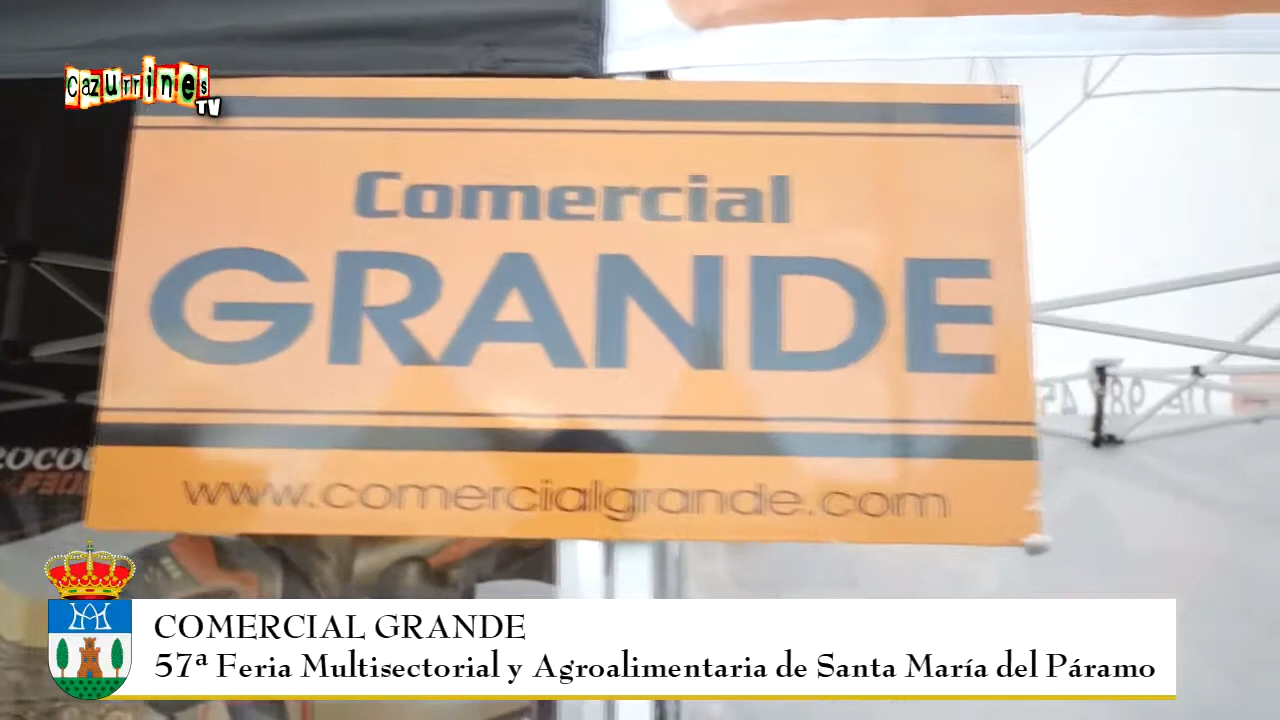 Cazurrines
TV
Comercial
GRANDE
www.comercialgrande.com
COMERCIAL GRANDE
57ª Feria Multisectorial y Agroalimentaria de Santa María del Páramo